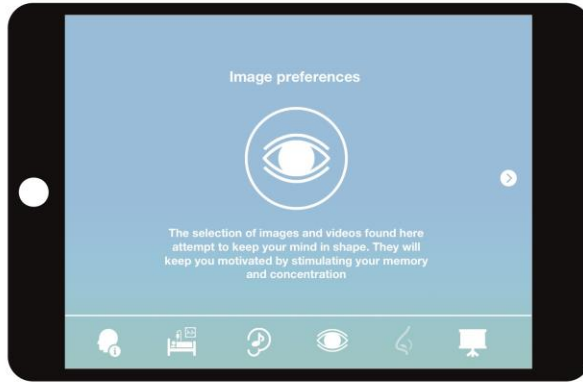 Image preferences
The selection of images and videos found here
attempt to keep your mind in shape. They will
keep you motivated by stimulating your memory
and concentration